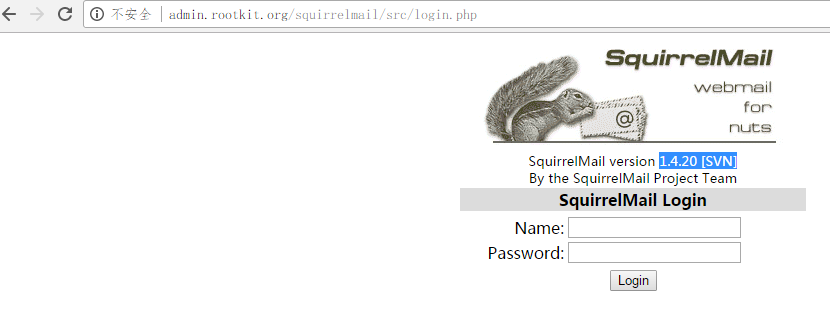 不安全 | admin.rootkit.org/squirrelmail/src/login.php
SquirrelMail
webmail
for
nuts
@
SquirrelMail version 1.4.20 [SVN]
By the SquirrelMail Project Team
SquirrelMail Login
Name:
Password:
Login